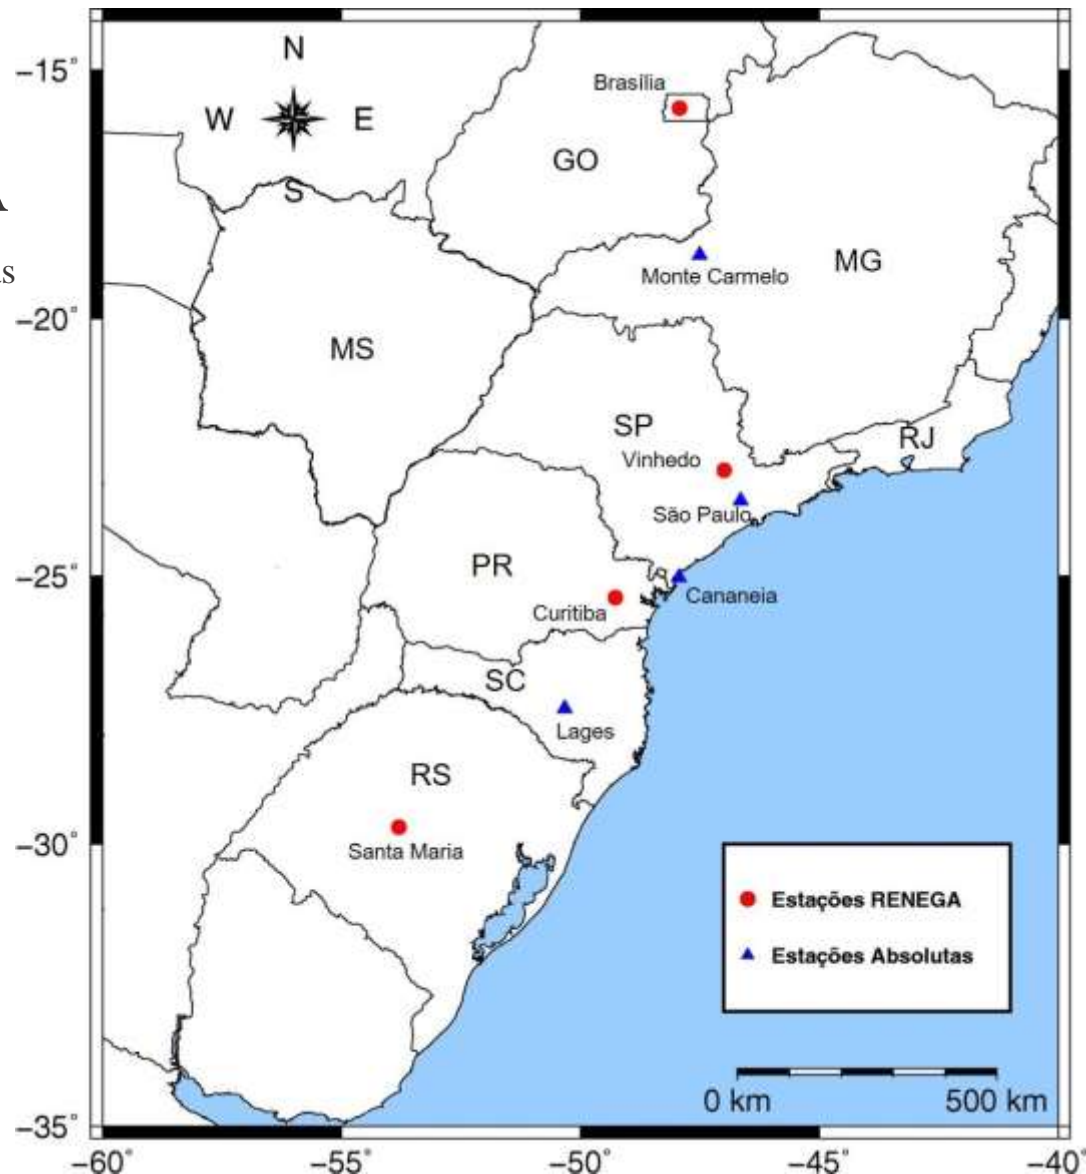 N
-15°
Brasília
W
E
GO
S
A
as
MG
Monte Carmelo
-20°
MS
SP
RJ
Vinhedo
São Paulo
PR
-25°
Cananeia
Curitiba
SC
Lages
RS
Santa Maria
-30°
Estações RENEGA
Estações Absolutas
0 km
500 km
-35°
-60°
-55°
-50°
-45°
-40°